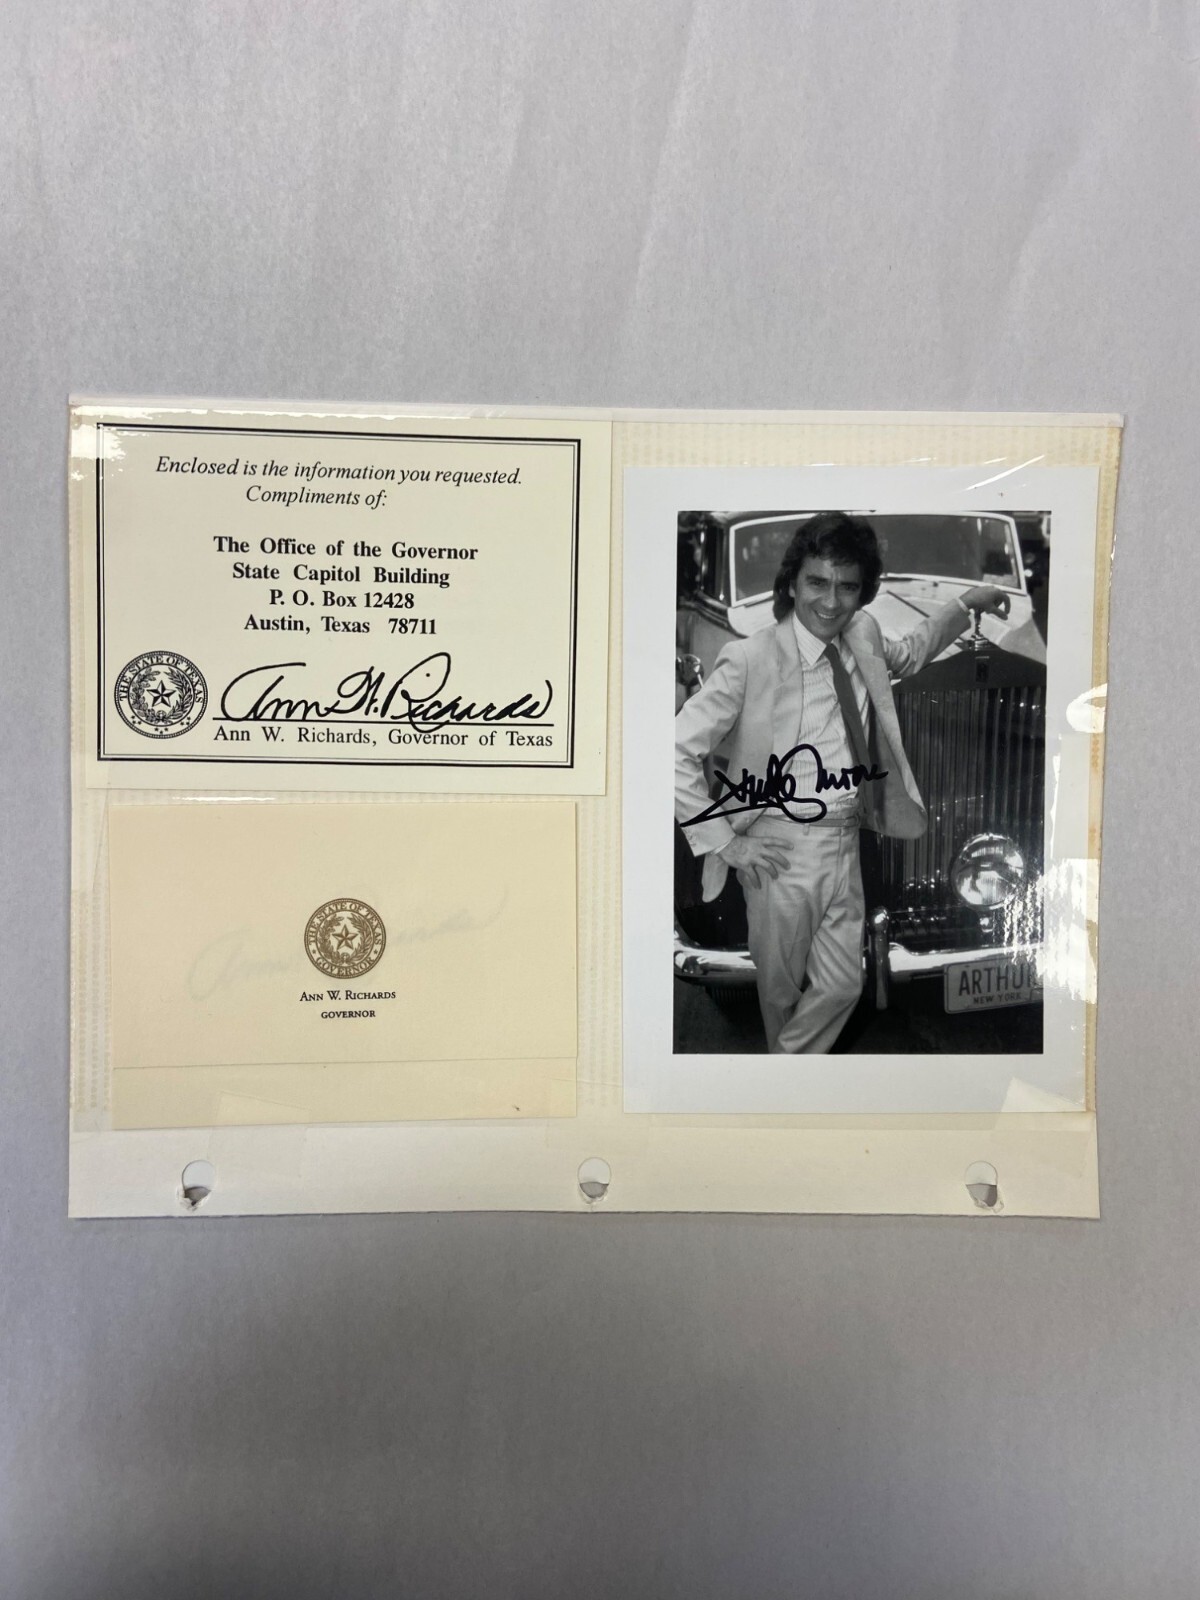 Enclosed is the information you requested.
Compliments of:
The Office of the Governor
State Capitol Building
P. O. Box 12428
Austin, Texas 78711
THE STATE OF TEXAS
Ann W. Richards
Ann W. Richards, Governor of Texas
THE STATE OF TEXAS
GOVERNOR
ANN W. RICHARDS
GOVERNOR
Dudley Moore
ARTHUR
NEW YORK